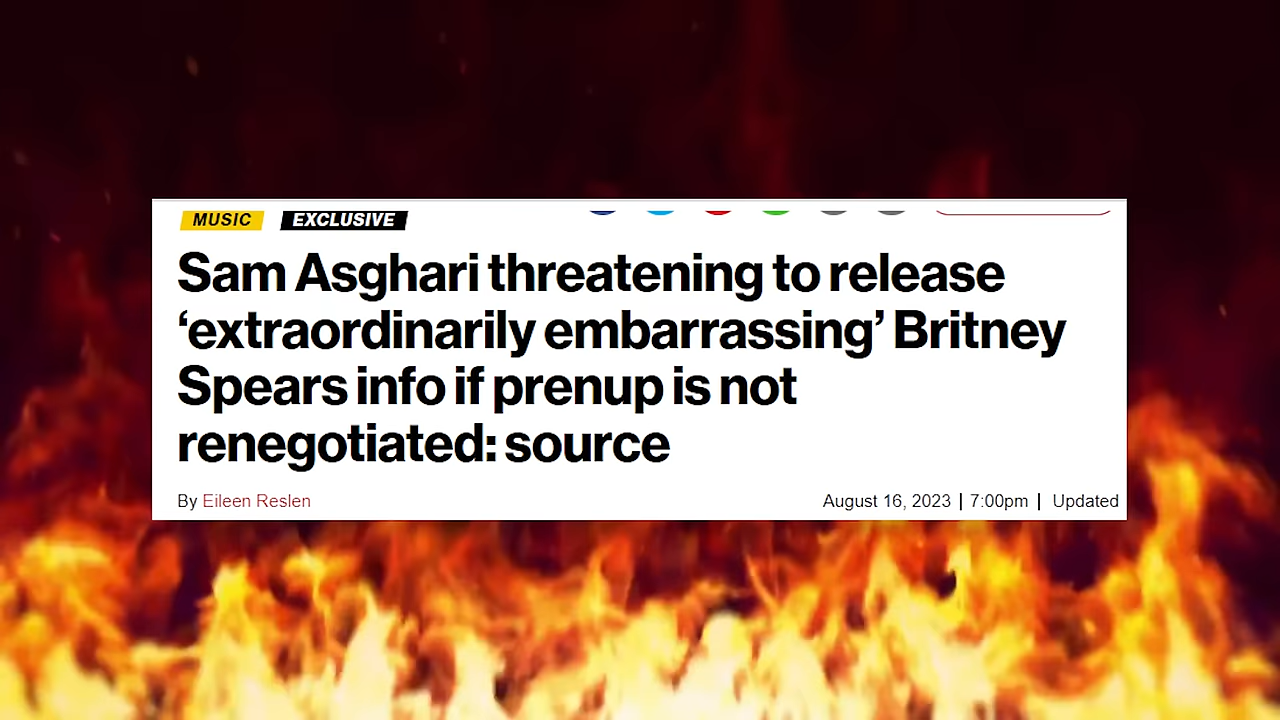 MUSIC EXCLUSIVE
Sam Asghari threatening to release
‘extraordinarily embarrassing’ Britney
Spears info if prenup is not
renegotiated: source
By Eileen Reslen August 16, 2023 | 7:00pm | Updated